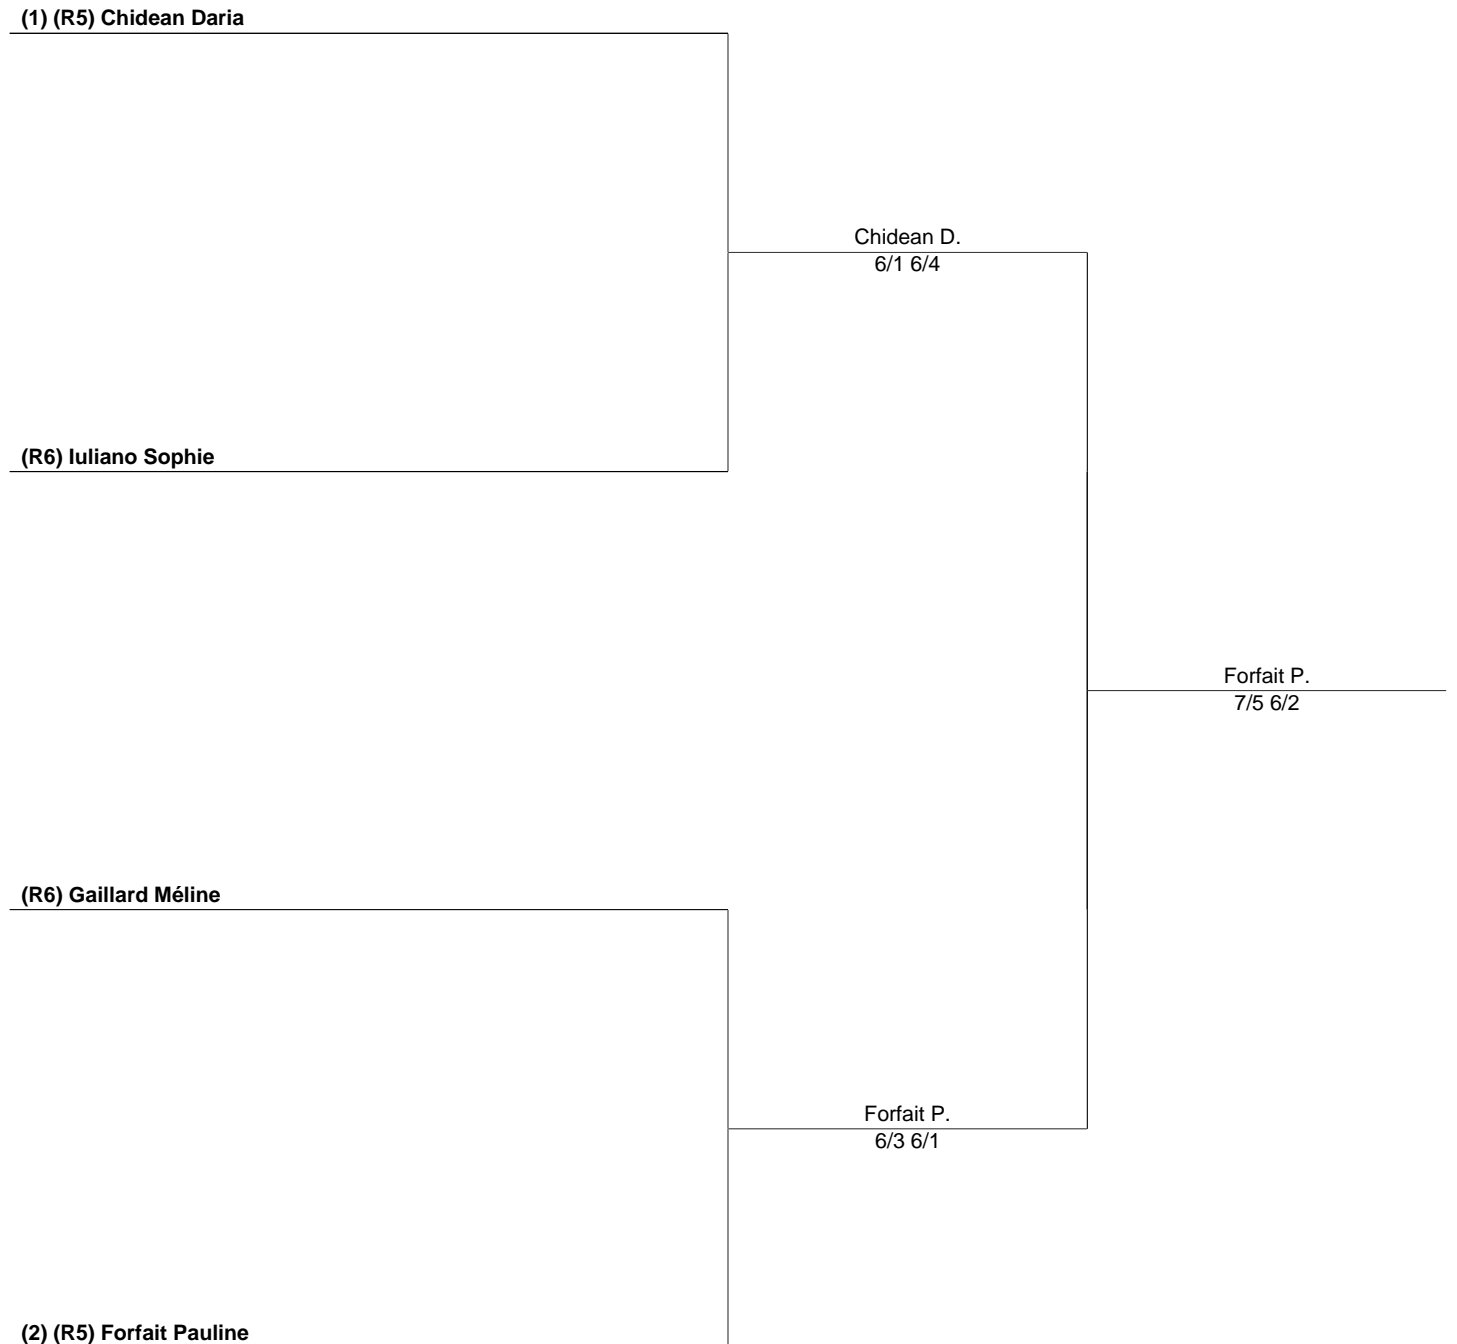 (1) (R5) Chidean Daria
Chidean D.
6/1 6/4
(R6) Iuliano Sophie
Forfait P.
7/5 6/2
(R6) Gaillard Méline
Forfait P.
6/3 6/1
(2) (R5) Forfait Pauline